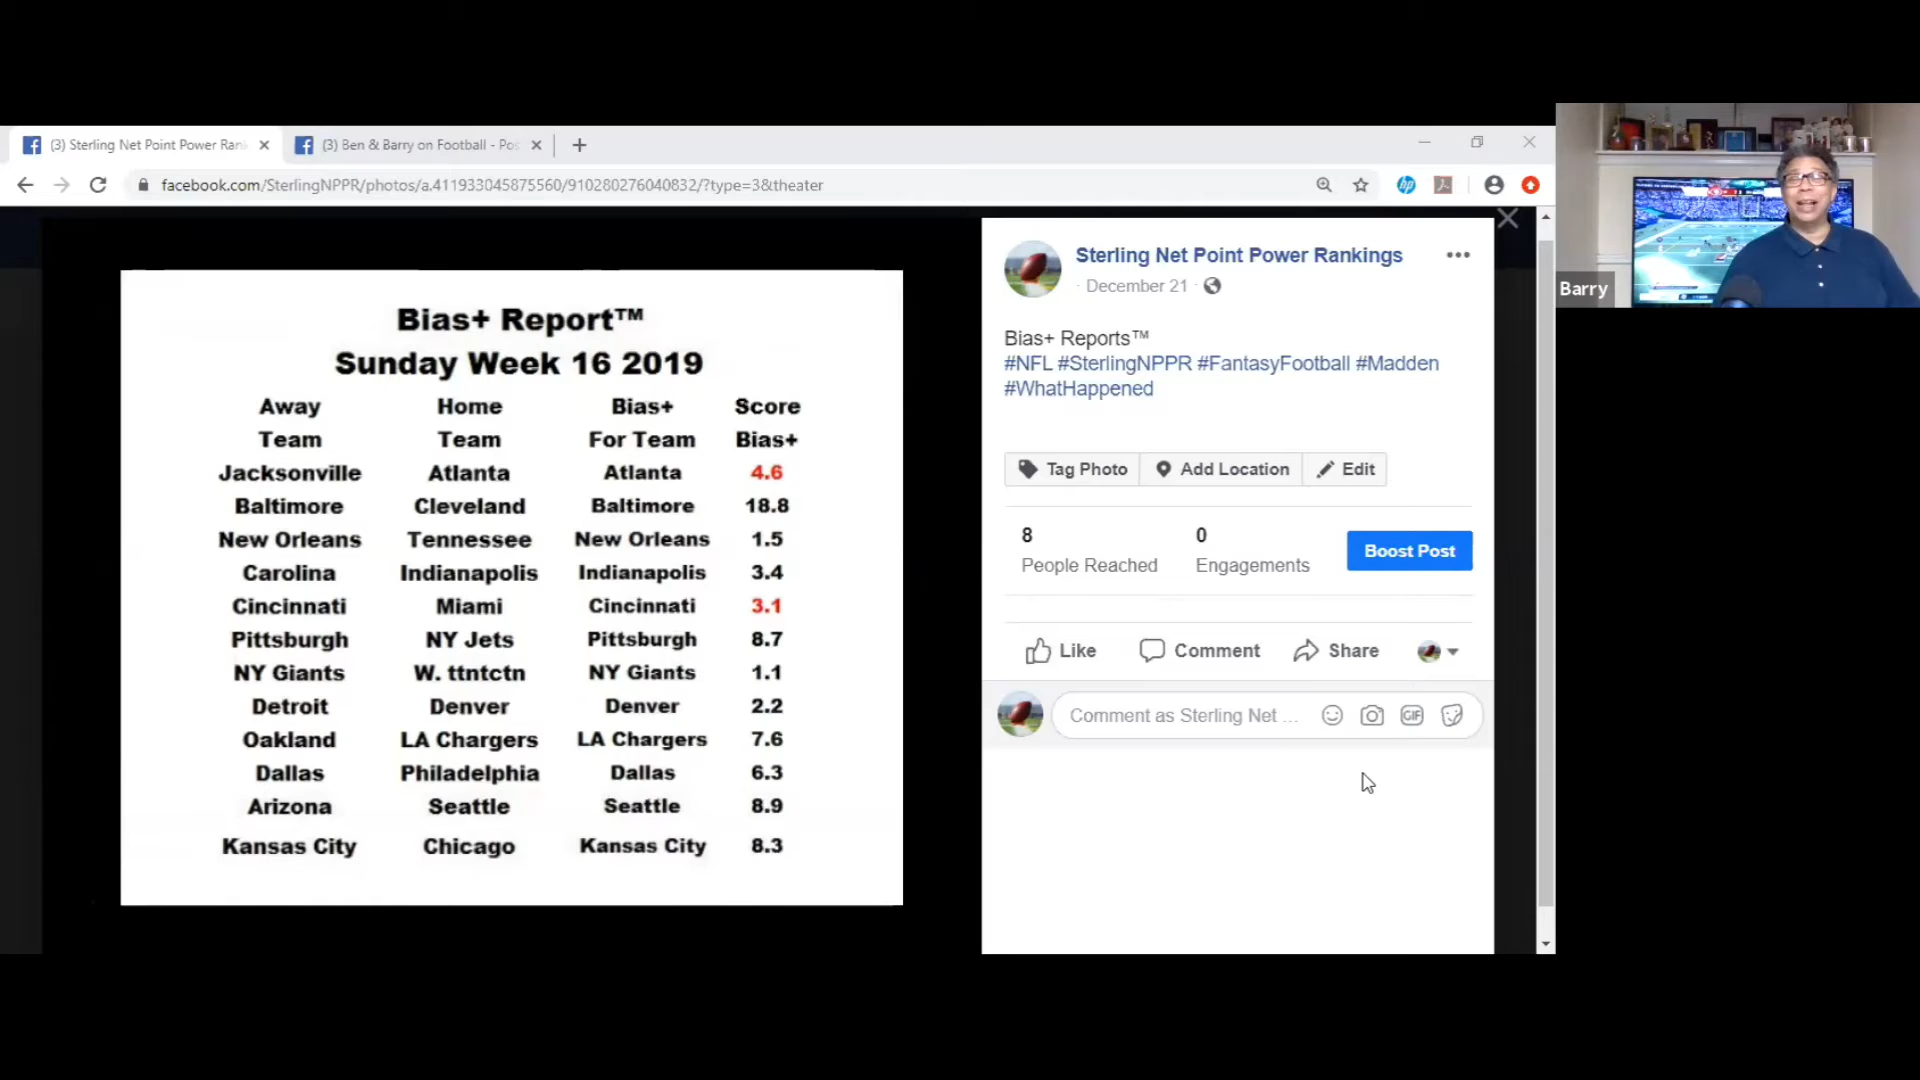 (3) Sterling Net Point Power Ran
(3) Ben & Barry on Football - Pos
facebook.com/SterlingNPPR/photos/a.411933045875560/910280276040832/?type=3&theater
Bias+ Report™
Sunday Week 16 2019
Away Home Bias+ Score
Team Team For Team Bias+
Jacksonville Atlanta Atlanta 4.6
Baltimore Cleveland Baltimore 18.8
New Orleans Tennessee New Orleans 1.5
Carolina Indianapolis Indianapolis 3.4
Cincinnati Miami Cincinnati 3.1
Pittsburgh NY Jets Pittsburgh 8.7
NY Giants W. ttntctn NY Giants 1.1
Detroit Denver Denver 2.2
Oakland LA Chargers LA Chargers 7.6
Dallas Philadelphia Dallas 6.3
Arizona Seattle Seattle 8.9
Kansas City Chicago Kansas City 8.3
Sterling Net Point Power Rankings
· December 21 ·
Bias+ Reports™
#NFL #SterlingNPPR #FantasyFootball #Madden
#WhatHappened
Tag Photo Add Location Edit
8 0
People Reached Engagements
Boost Post
Like Comment Share
Comment as Sterling Net ...
GIF
hp
Barry